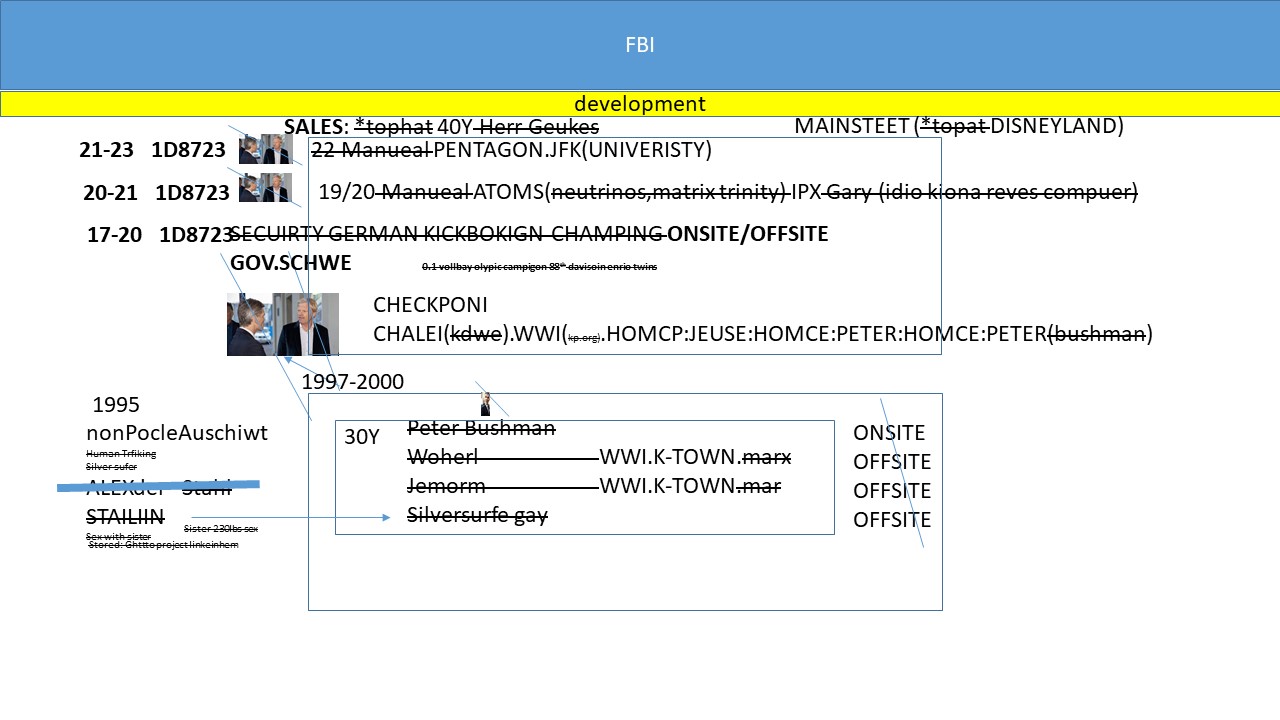 FBI
development
SALES: *tophat 40Y Herr Geukes
MAINSTEET (*topat DISNEYLAND)
21-23 1D8723
22 Manueal PENTAGON.JFK(UNIVERISTY)
20-21 1D8723
19/20 Manueal ATOMS(neutrinos,matrix trinity) IPX Gary (idio kiona reves compuer)
17-20 1D8723
SECUIRTY GERMAN KICKBOKIGN CHAMPING ONSITE/OFFSITE
GOV.SCHWE
0.1 vollbay olypic campigon 88th davisoin enrio twins
CHECKPONI
CHALEI(kdwe).WWI(kp.org).HOMCP:JEUSE:HOMCE:PETER:HOMCE:PETER(bushman)
1997-2000
1995
nonPocleAuschiwt
Human Trfiking
Silver sufer
ALEXder Stahl
STAILIIN
Sister 230lbs sex
Sex with sister
Stored: Ghttto project linkeinhem
30Y
Peter Bushman
Woherl WWI.K-TOWN.marx
Jemorm WWI.K-TOWN.mar
Silversurfe gay
ONSITE
OFFSITE
OFFSITE
OFFSITE